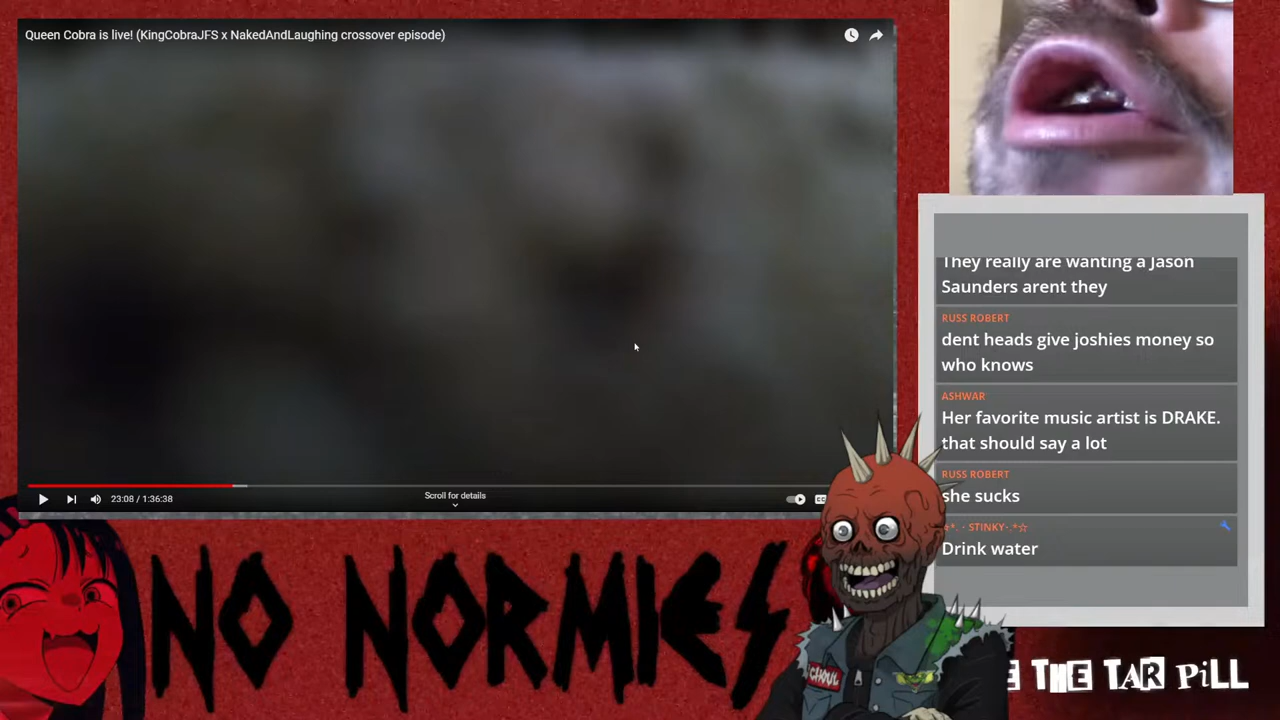 Queen Cobra is live! (KingCobraJFS x NakedAndLaughing crossover episode)
They really are wanting a Jason
Saunders arent they
RUSS ROBERT
dent heads give joshies money so
who knows
ASHWAR
Her favorite music artist is DRAKE.
that should say a lot
RUSS ROBERT
she sucks
STINKY-.*☆
Drink water
23:08 / 1:36:38
Scroll for details
NO NORMIES
GHOUL
THE TAR PiLL